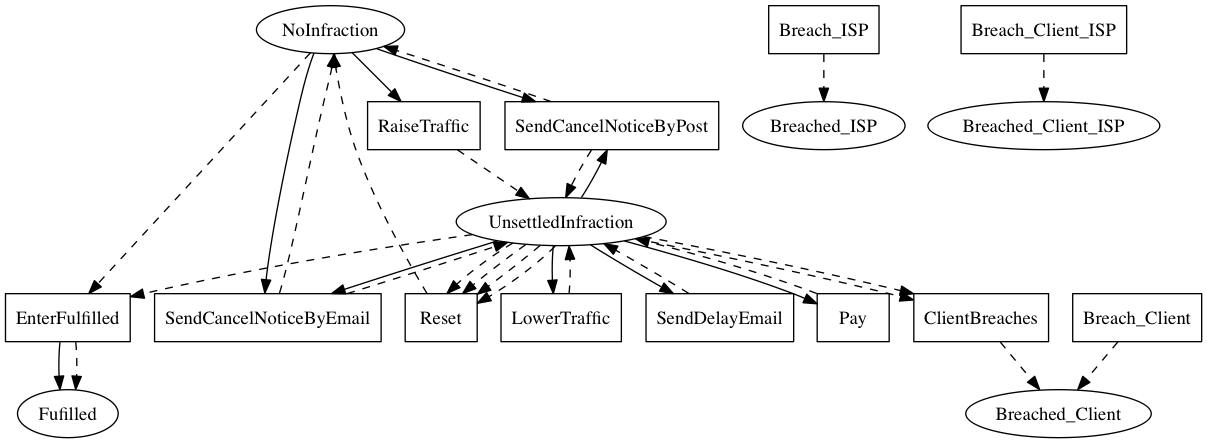 NoInfraction
Breach_ISP
Breach_Client_ISP
RaiseTraffic
SendCancelNoticeByPost
Breached_ISP
Breached_Client_ISP
UnsettledInfraction
EnterFulfilled
SendCancelNoticeByEmail
Reset
LowerTraffic
SendDelayEmail
Pay
ClientBreaches
Breach_Client
Fufilled
Breached_Client